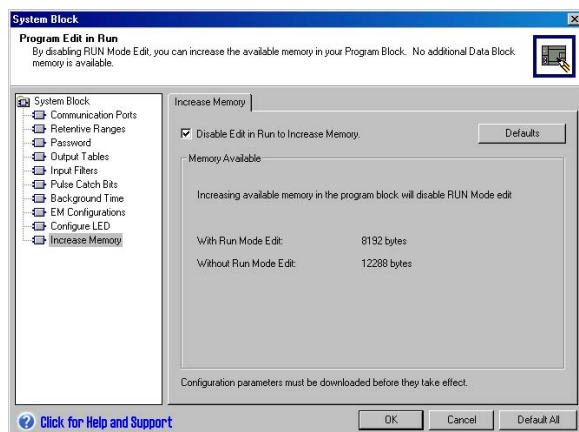 System Block
Program Edit in Run
By disabling RUN Mode Edit, you can increase the available memory in your Program Block. No additional Data Block
memory is available.
System Block
Communication Ports
Retentive Ranges
Password
Output Tables
Input Filters
Pulse Catch Bits
Background Time
EM Configurations
Configure LED
Increase Memory
Increase Memory
Disable Edit in Run to Increase Memory.
Defaults
Memory Available
Increasing available memory in the program block will disable RUN Mode edit
With Run Mode Edit: 8192 bytes
Without Run Mode Edit: 12288 bytes
Configuration parameters must be downloaded before they take effect.
Click for Help and Support
OK
Cancel
Default All